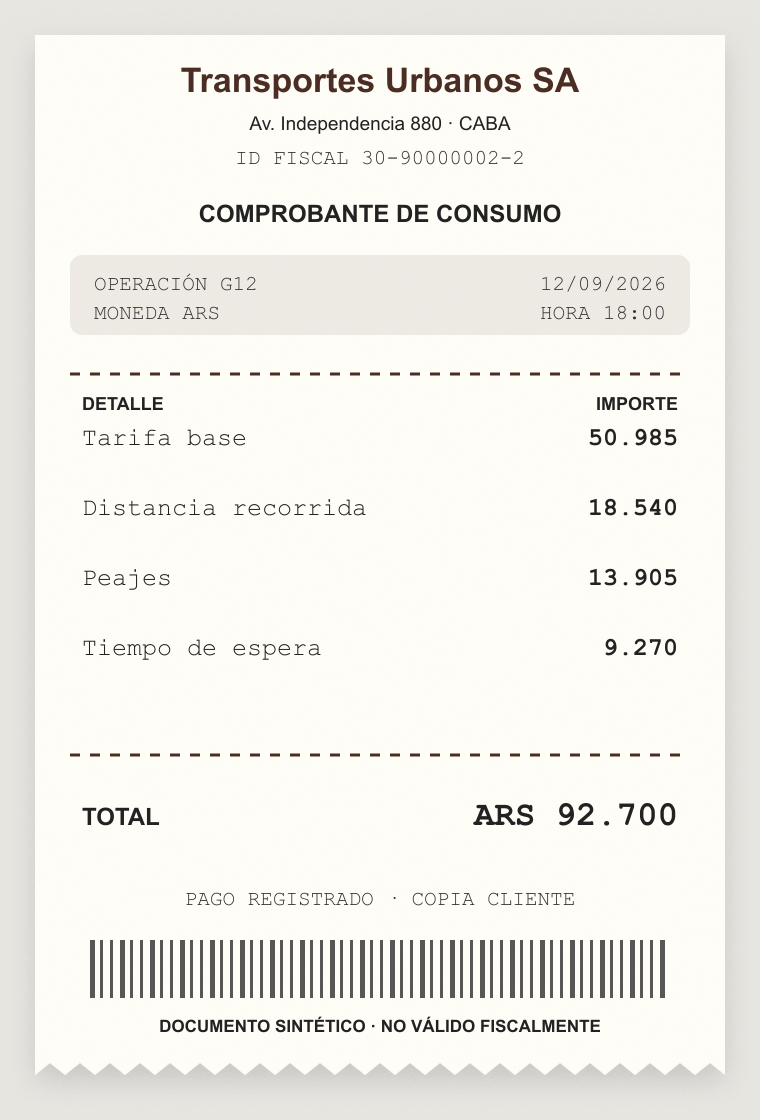 Transportes Urbanos SA
Av. Independencia 880 · CABA
ID FISCAL 30-90000002-2
COMPROBANTE DE CONSUMO
OPERACIÓN G12 12/09/2026
MONEDA ARS HORA 18:00
DETALLE IMPORTE
Tarifa base 50.985
Distancia recorrida 18.540
Peajes 13.905
Tiempo de espera 9.270
TOTAL ARS 92.700
PAGO REGISTRADO · COPIA CLIENTE
DOCUMENTO SINTÉTICO · NO VÁLIDO FISCALMENTE